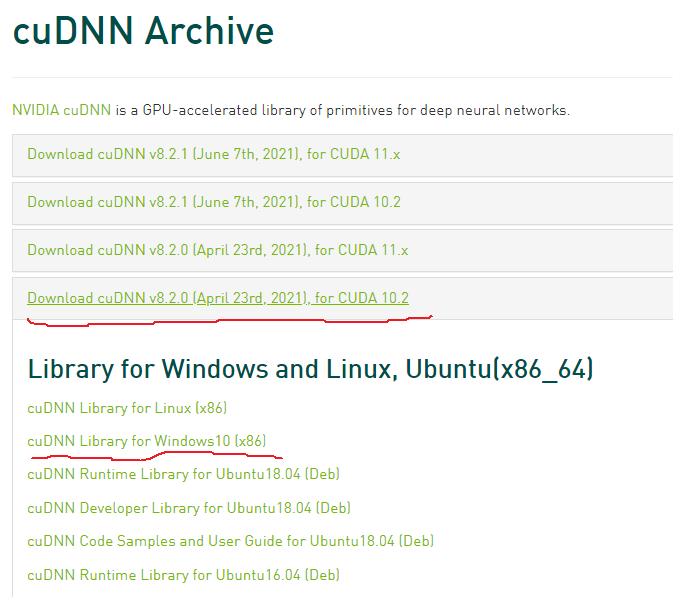 cuDNN Archive
NVIDIA cuDNN is a GPU-accelerated library of primitives for deep neural networks.
Download cuDNN v8.2.1 (June 7th, 2021), for CUDA 11.x
Download cuDNN v8.2.1 (June 7th, 2021), for CUDA 10.2
Download cuDNN v8.2.0 (April 23rd, 2021), for CUDA 11.x
Download cuDNN v8.2.0 (April 23rd, 2021), for CUDA 10.2
Library for Windows and Linux, Ubuntu(x86_64)
cuDNN Library for Linux (x86)
cuDNN Library for Windows10 (x86)
cuDNN Runtime Library for Ubuntu18.04 (Deb)
cuDNN Developer Library for Ubuntu18.04 (Deb)
cuDNN Code Samples and User Guide for Ubuntu18.04 (Deb)
cuDNN Runtime Library for Ubuntu16.04 (Deb)